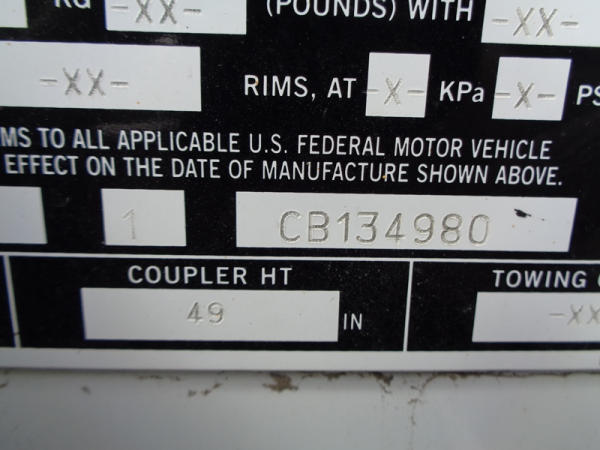 KG -XX- (POUNDS) WITH -XX-
-XX- RIMS, AT -X- KPa -X- PS
MS TO ALL APPLICABLE U.S. FEDERAL MOTOR VEHICLE
EFFECT ON THE DATE OF MANUFACTURE SHOWN ABOVE.
1 CB134980
COUPLER HT TOWING
49 IN -XX